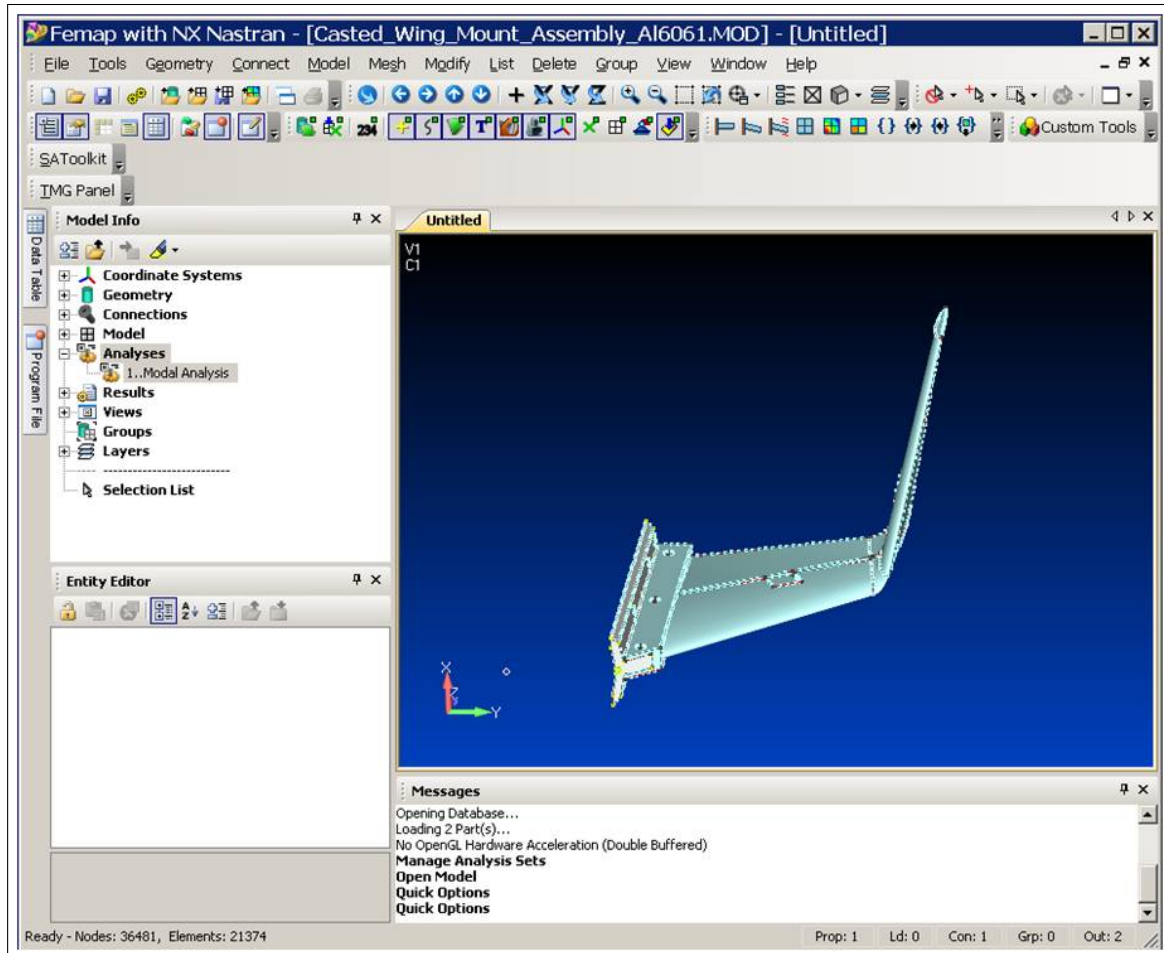 Femap with NX Nastran - [Casted_Wing_Mount_Assembly_Al6061.MOD] - [Untitled]
File Tools Geometry Connect Model Mesh Modify List Delete Group View Window Help
234 T Custom Tools
SAToolkit
TMG Panel
Data Table
Program File
Model Info
Coordinate Systems
Geometry
Connections
Model
Analyses
1..Modal Analysis
Results
Views
Groups
Layers
---------------------------
Selection List
Entity Editor
Untitled
V1
C1
X
Z
Y
Messages
Opening Database...
Loading 2 Part(s)...
No OpenGL Hardware Acceleration (Double Buffered)
Manage Analysis Sets
Open Model
Quick Options
Quick Options
Ready - Nodes: 36481, Elements: 21374 Prop: 1 Ld: 0 Con: 1 Grp: 0 Out: 2